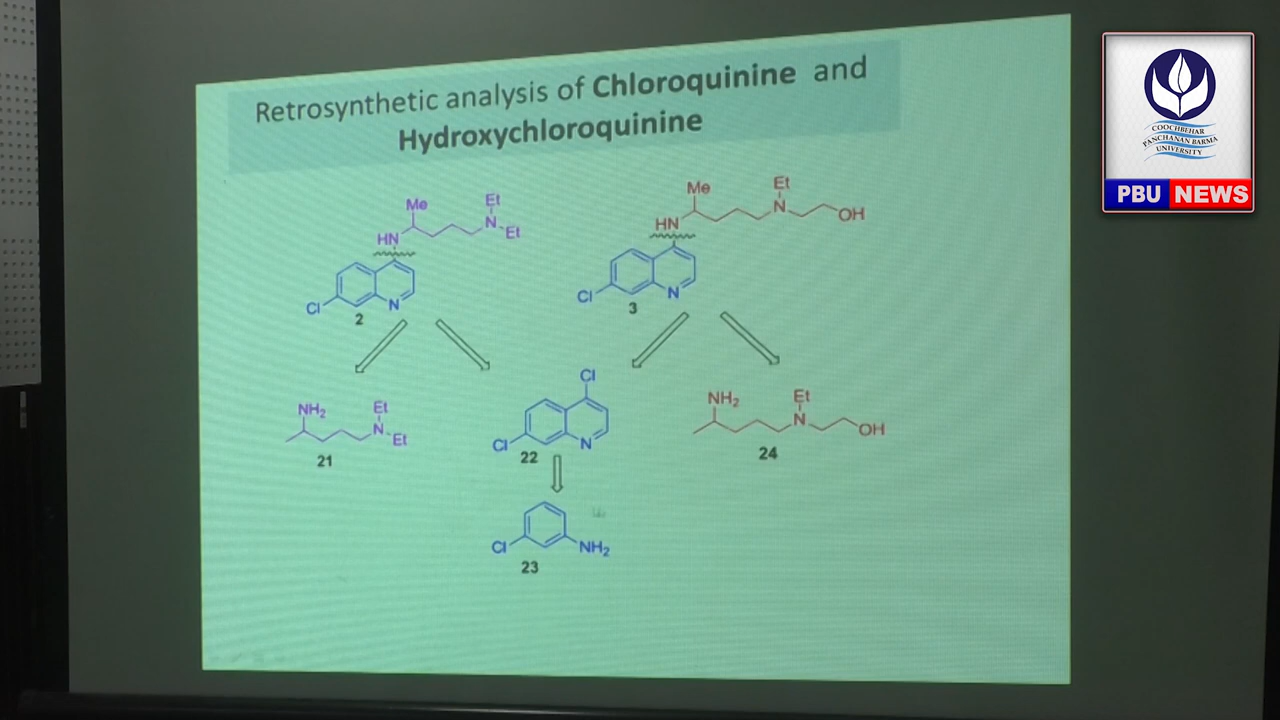 Retrosynthetic analysis of Chloroquinine and
Hydroxychloroquinine
COOCHBEHAR
PANCHANAN BARMA
UNIVERSITY
PBU NEWS
Me
Et
HN
N
Et
Cl
N
2
Me
Et
HN
N
OH
Cl
N
3
NH2
Et
N
Et
21
Cl
Cl
N
22
NH2
Et
N
OH
24
Cl
NH2
23